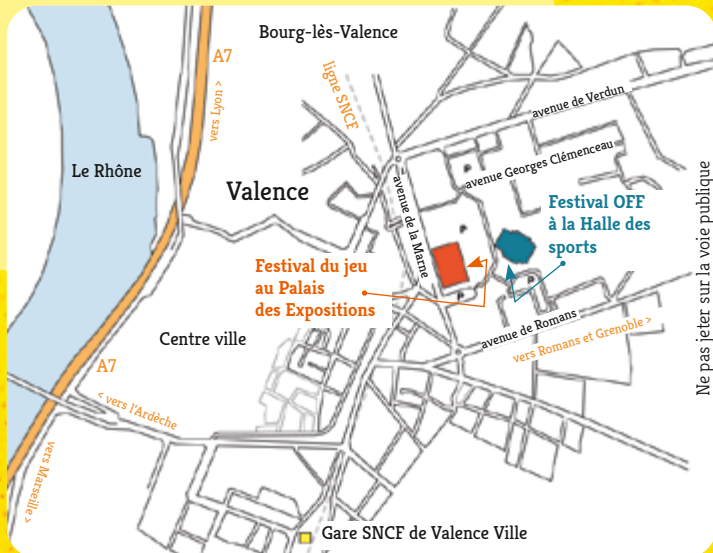 Bourg-lès-Valence
A7
vers Lyon >
ligne SNCF
avenue de Verdun
Le Rhône
avenue Georges Clémenceau
P
Valence
avenue de la Marne
Festival OFF
à la Halle des
sports
P
Festival du jeu
au Palais
des Expositions
P
P
avenue de Romans
vers Romans et Grenoble >
Centre ville
A7
< vers l'Ardèche
vers Marseille >
Gare SNCF de Valence Ville
Ne pas jeter sur la voie publique